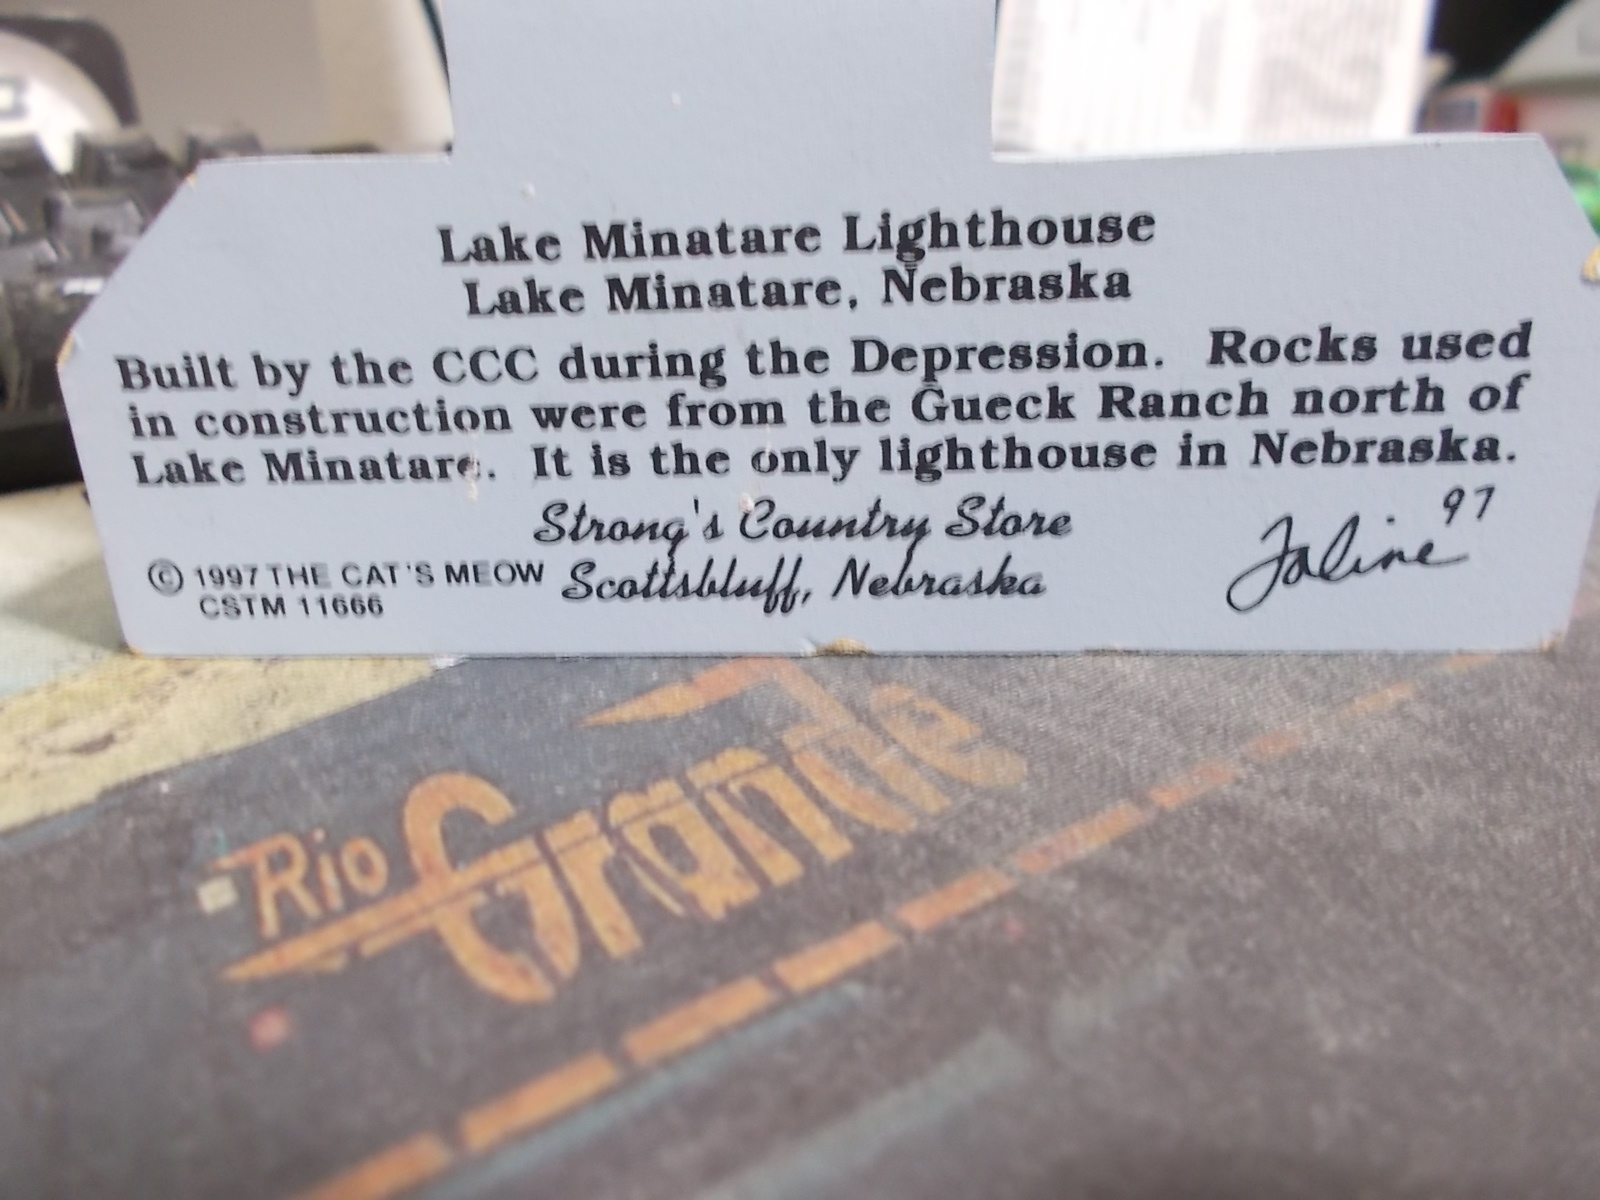 Lake Minatare Lighthouse
Lake Minatare, Nebraska
Built by the CCC during the Depression. Rocks used
in construction were from the Gueck Ranch north of
Lake Minatare. It is the only lighthouse in Nebraska.
Strong's Country Store
Scottsbluff, Nebraska
© 1997 THE CAT'S MEOW
CSTM 11666
Faline 97
Rio Grande